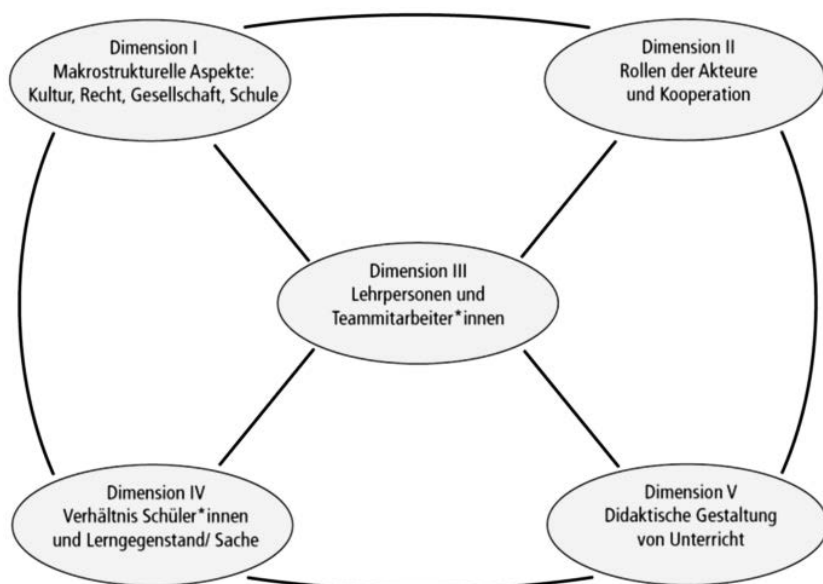 Dimension I
Makrostrukturelle Aspekte:
Kultur, Recht, Gesellschaft, Schule
Dimension II
Rollen der Akteure
und Kooperation
Dimension III
Lehrpersonen und
Teammitarbeiter*innen
Dimension IV
Verhältnis Schüler*innen
und Lerngegenstand/ Sache
Dimension V
Didaktische Gestaltung
von Unterricht